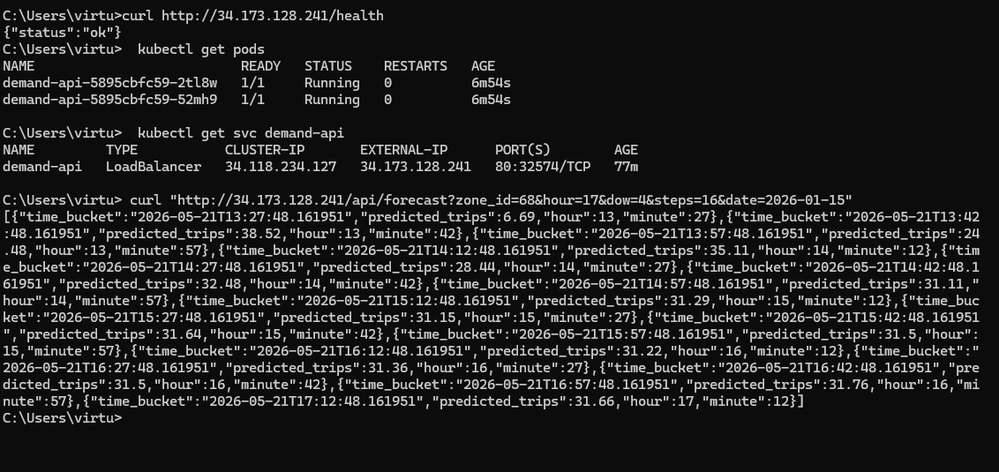 C:\Users\virtu>curl http://34.173.128.241/health
{"status":"ok"}
C:\Users\virtu>  kubectl get pods
NAME                          READY   STATUS    RESTARTS   AGE
demand-api-5895cbfc59-2tl8w   1/1     Running   0          6m54s
demand-api-5895cbfc59-52mh9   1/1     Running   0          6m54s
C:\Users\virtu>  kubectl get svc demand-api
NAME         TYPE           CLUSTER-IP       EXTERNAL-IP      PORT(S)        AGE
demand-api   LoadBalancer   34.118.234.127   34.173.128.241   80:32574/TCP   77m
C:\Users\virtu> curl "http://34.173.128.241/api/forecast?zone_id=68&hour=17&dow=4&steps=16&date=2026-01-15"
[{"time_bucket":"2026-05-21T13:27:48.161951","predicted_trips":6.69,"hour":13,"minute":27},{"time_bucket":"2026-05-21T13:42
:48.161951","predicted_trips":38.52,"hour":13,"minute":42},{"time_bucket":"2026-05-21T13:57:48.161951","predicted_trips":24
.48,"hour":13,"minute":57},{"time_bucket":"2026-05-21T14:12:48.161951","predicted_trips":35.11,"hour":14,"minute":12},{"tim
e_bucket":"2026-05-21T14:27:48.161951","predicted_trips":28.44,"hour":14,"minute":27},{"time_bucket":"2026-05-21T14:42:48.1
61951","predicted_trips":32.48,"hour":14,"minute":42},{"time_bucket":"2026-05-21T14:57:48.161951","predicted_trips":31.11,"
hour":14,"minute":57},{"time_bucket":"2026-05-21T15:12:48.161951","predicted_trips":31.29,"hour":15,"minute":12},{"time_buc
ket":"2026-05-21T15:27:48.161951","predicted_trips":31.15,"hour":15,"minute":27},{"time_bucket":"2026-05-21T15:42:48.161951
","predicted_trips":31.64,"hour":15,"minute":42},{"time_bucket":"2026-05-21T15:57:48.161951","predicted_trips":31.5,"hour":
15,"minute":57},{"time_bucket":"2026-05-21T16:12:48.161951","predicted_trips":31.22,"hour":16,"minute":12},{"time_bucket":"
2026-05-21T16:27:48.161951","predicted_trips":31.36,"hour":16,"minute":27},{"time_bucket":"2026-05-21T16:42:48.161951","pre
dicted_trips":31.5,"hour":16,"minute":42},{"time_bucket":"2026-05-21T16:57:48.161951","predicted_trips":31.76,"hour":16,"mi
nute":57},{"time_bucket":"2026-05-21T17:12:48.161951","predicted_trips":31.66,"hour":17,"minute":12}]
C:\Users\virtu>